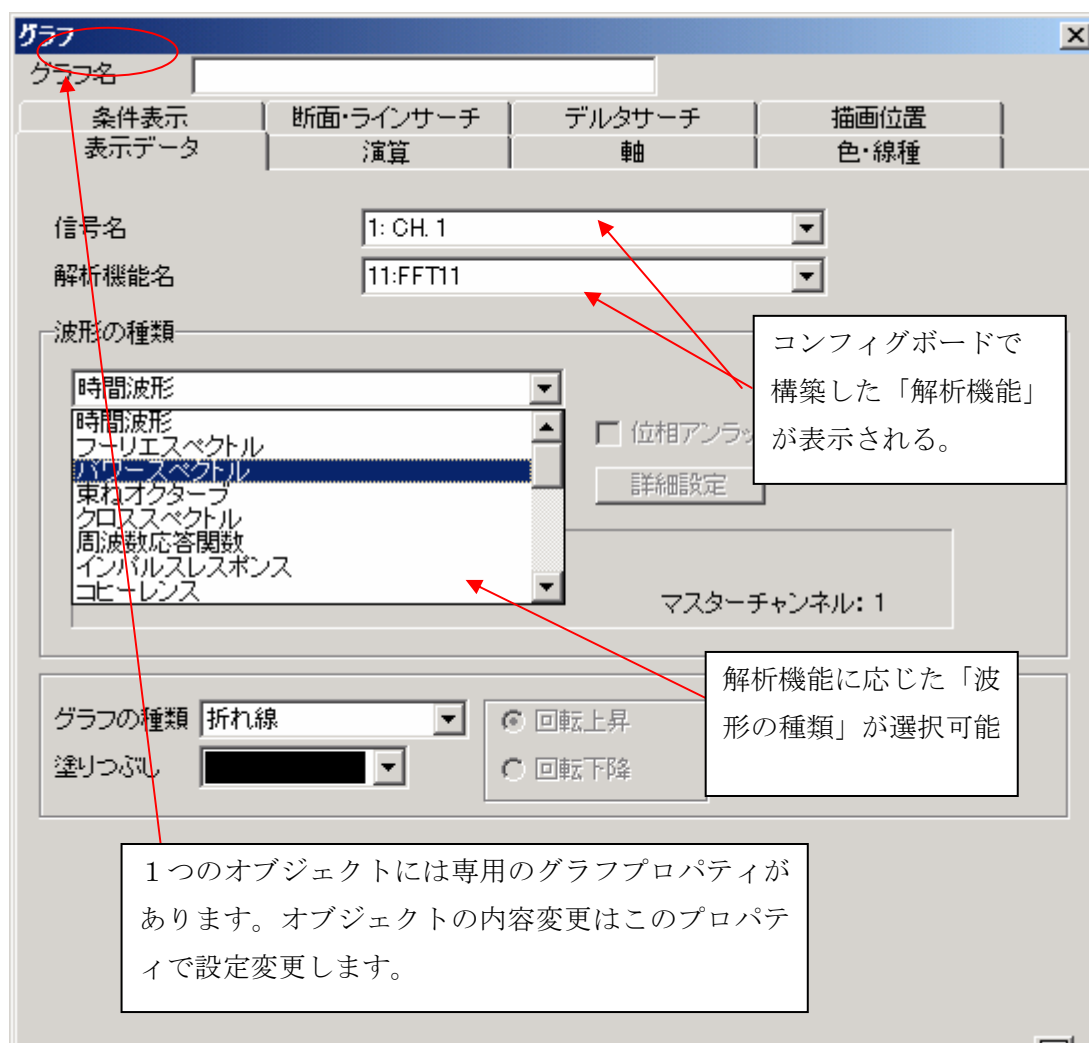 グラフ
グラフ名
条件表示 断面・ラインサーチ デルタサーチ 描画位置
表示データ 演算 軸 色・線種
信号名 1: CH. 1
解析機能名 11:FFT11
波形の種類
コンフィグボードで
構築した「解析機能」
が表示される。
時間波形
時間波形
フーリエスペクトル
パワースペクトル
束ねオクターブ
クロススペクトル
周波数応答関数
インパルスレスポンス
コヒーレンス
位相アンラッ
詳細設定
マスターチャンネル: 1
解析機能に応じた「波
形の種類」が選択可能
グラフの種類 折れ線
塗りつぶし
回転上昇
回転下降
１つのオブジェクトには専用のグラフプロパティが
あります。オブジェクトの内容変更はこのプロパテ
ィで設定変更します。